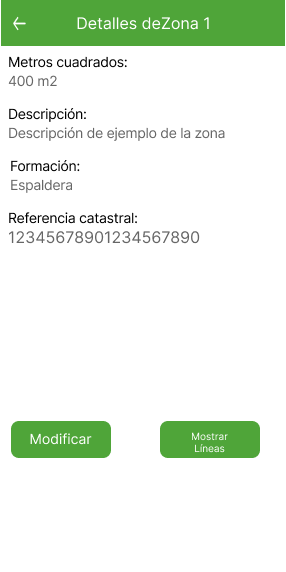 Detalles deZona 1
Metros cuadrados:
400 m2
Descripción:
Descripción de ejemplo de la zona
Formación:
Espaldera
Referencia catastral:
12345678901234567890
Modificar
Mostrar
Líneas